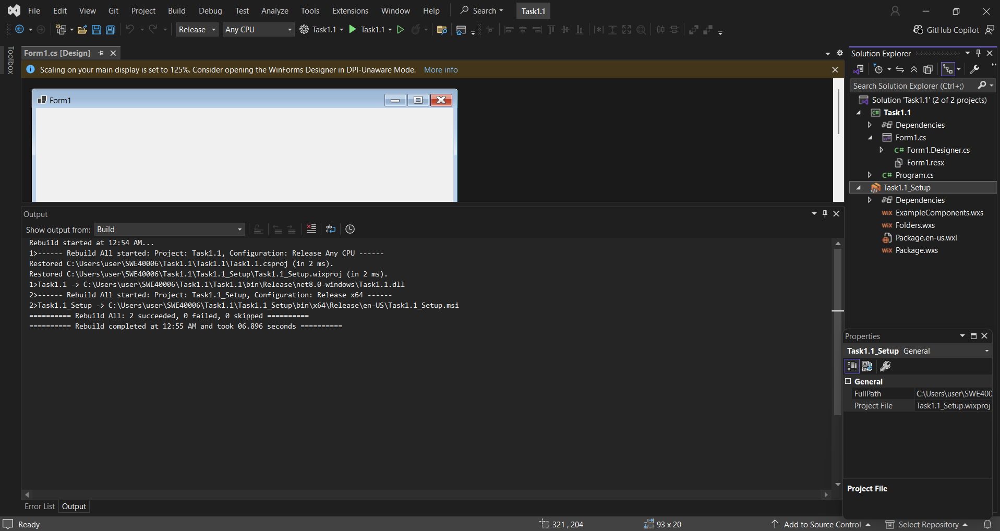 File Edit View Git Project Build Debug Test Analyze Tools Extensions Window Help Search Task1.1
Release Any CPU Task1.1 Task1.1 GitHub Copilot
Toolbox
Form1.cs [Design]
Scaling on your main display is set to 125%. Consider opening the WinForms Designer in DPI-Unaware Mode. More info
Form1
Output
Show output from: Build
Rebuild started at 12:54 AM...
1>------ Rebuild All started: Project: Task1.1, Configuration: Release Any CPU ------
Restored C:\Users\user\SWE40006\Task1.1\Task1.1\Task1.1.csproj (in 2 ms).
Restored C:\Users\user\SWE40006\Task1.1\Task1.1_Setup\Task1.1_Setup.wixproj (in 2 ms).
1>Task1.1 -> C:\Users\user\SWE40006\Task1.1\Task1.1\bin\Release\net8.0-windows\Task1.1.dll
2>------ Rebuild All started: Project: Task1.1_Setup, Configuration: Release x64 ------
2>Task1.1_Setup -> C:\Users\user\SWE40006\Task1.1\Task1.1_Setup\bin\x64\Release\en-US\Task1.1_Setup.msi
========== Rebuild All: 2 succeeded, 0 failed, 0 skipped ==========
========== Rebuild completed at 12:55 AM and took 06.896 seconds ==========
Error List Output
Solution Explorer
Search Solution Explorer (Ctrl+;)
Solution 'Task1.1' (2 of 2 projects)
C# Task1.1
Dependencies
Form1.cs
C# Form1.Designer.cs
Form1.resx
C# Program.cs
Task1.1_Setup
Dependencies
WiX ExampleComponents.wxs
WiX Folders.wxs
Package.en-us.wxl
WiX Package.wxs
Properties
Task1.1_Setup General
General
FullPath C:\Users\user\SWE400
Project File Task1.1_Setup.wixproj
Project File
Ready 321 , 204 93 x 20 Add to Source Control Select Repository